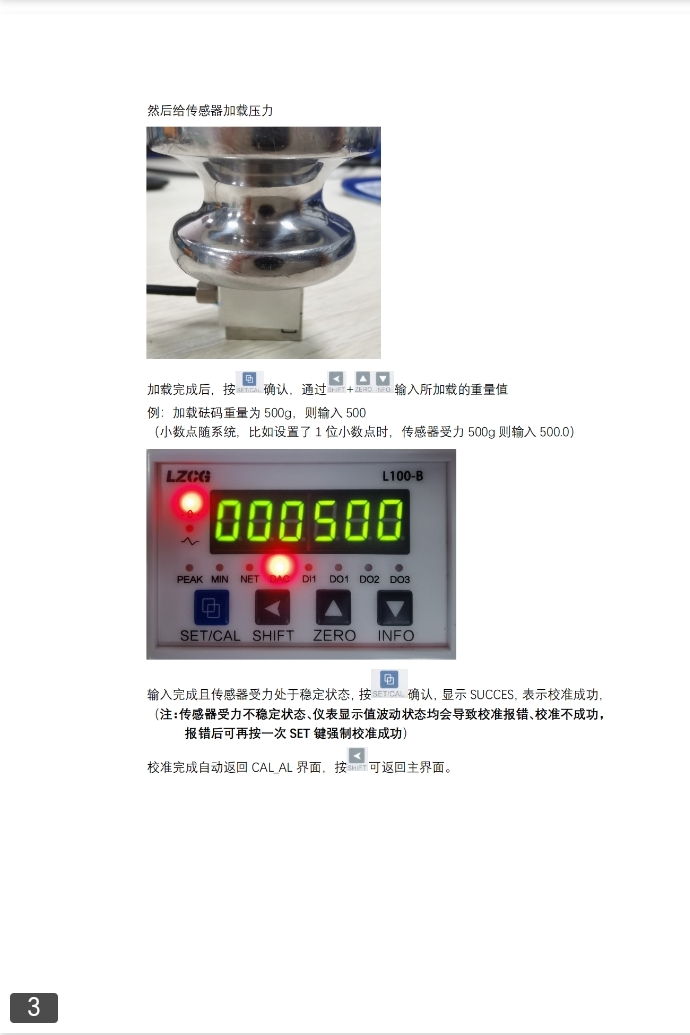 然后给传感器加载压力
加载完成后，按 SET/CAL 确认，通过 SHIFT + ZERO INFO 输入所加载的重量值
例：加载砝码重量为 500g，则输入 500
（小数点随系统，比如设置了 1 位小数点时，传感器受力 500g 则输入 500.0）
LZCG L100-B
000500
PEAK MIN NET DAC DI1 DO1 DO2 DO3
SET/CAL SHIFT ZERO INFO
输入完成且传感器受力处于稳定状态，按 SET/CAL 确认，显示 SUCCES，表示校准成功，
（注：传感器受力不稳定状态、仪表显示值波动状态均会导致校准报错、校准不成功，
报错后可再按一次 SET 键强制校准成功）
校准完成自动返回 CAL_AL 界面，按 SHIFT 可返回主界面。
3